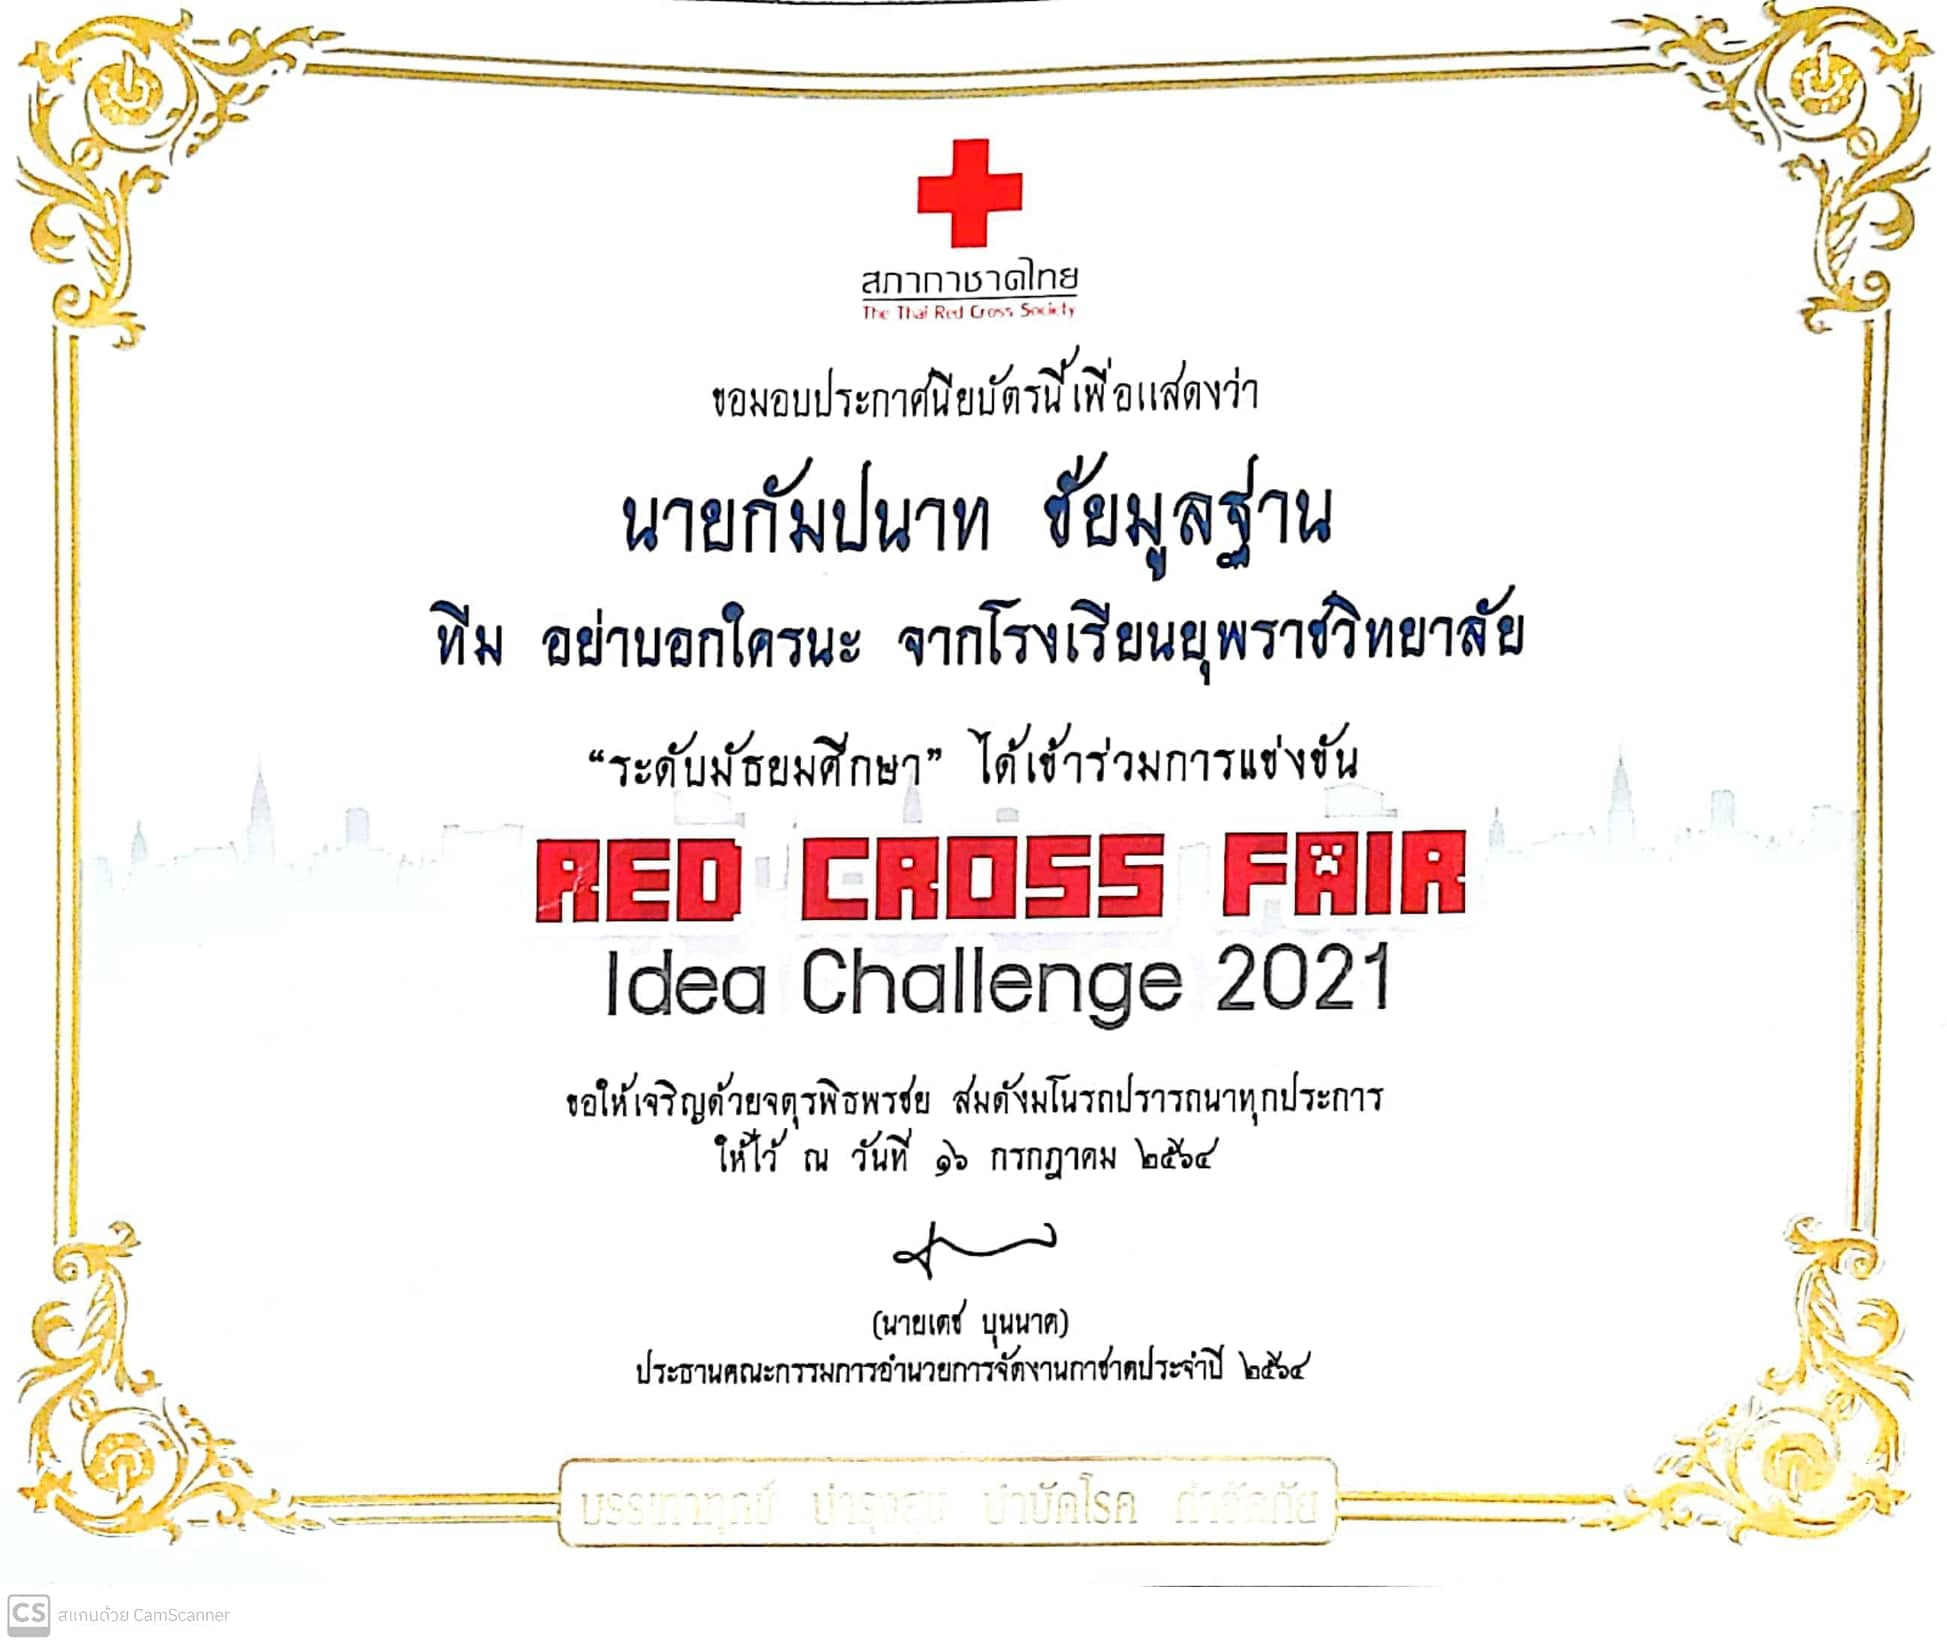 สภากาชาดไทย
The Thai Red Cross Society
ขอมอบประกาศนียบัตรนี้เพื่อแสดงว่า
นายกัมปนาท ชัยมูลฐาน
ทีม อย่าบอกใครนะ จากโรงเรียนยุพราชวิทยาลัย
“ระดับมัธยมศึกษา” ได้เข้าร่วมการแข่งขัน
RED CROSS FAIR
Idea Challenge 2021
ขอให้เจริญด้วยจตุรพิธพรชัย สมดังมโนรถปรารถนาทุกประการ
ให้ไว้ ณ วันที่ ๑๖ กรกฎาคม ๒๕๖๔
(นายเตช บุนนาค)
ประธานคณะกรรมการอำนวยการจัดงานกาชาดประจำปี ๒๕๖๔
บรรเทาทุกข์ บำรุงสุข บำบัดโรค กำจัดภัย
CS สแกนด้วย CamScanner